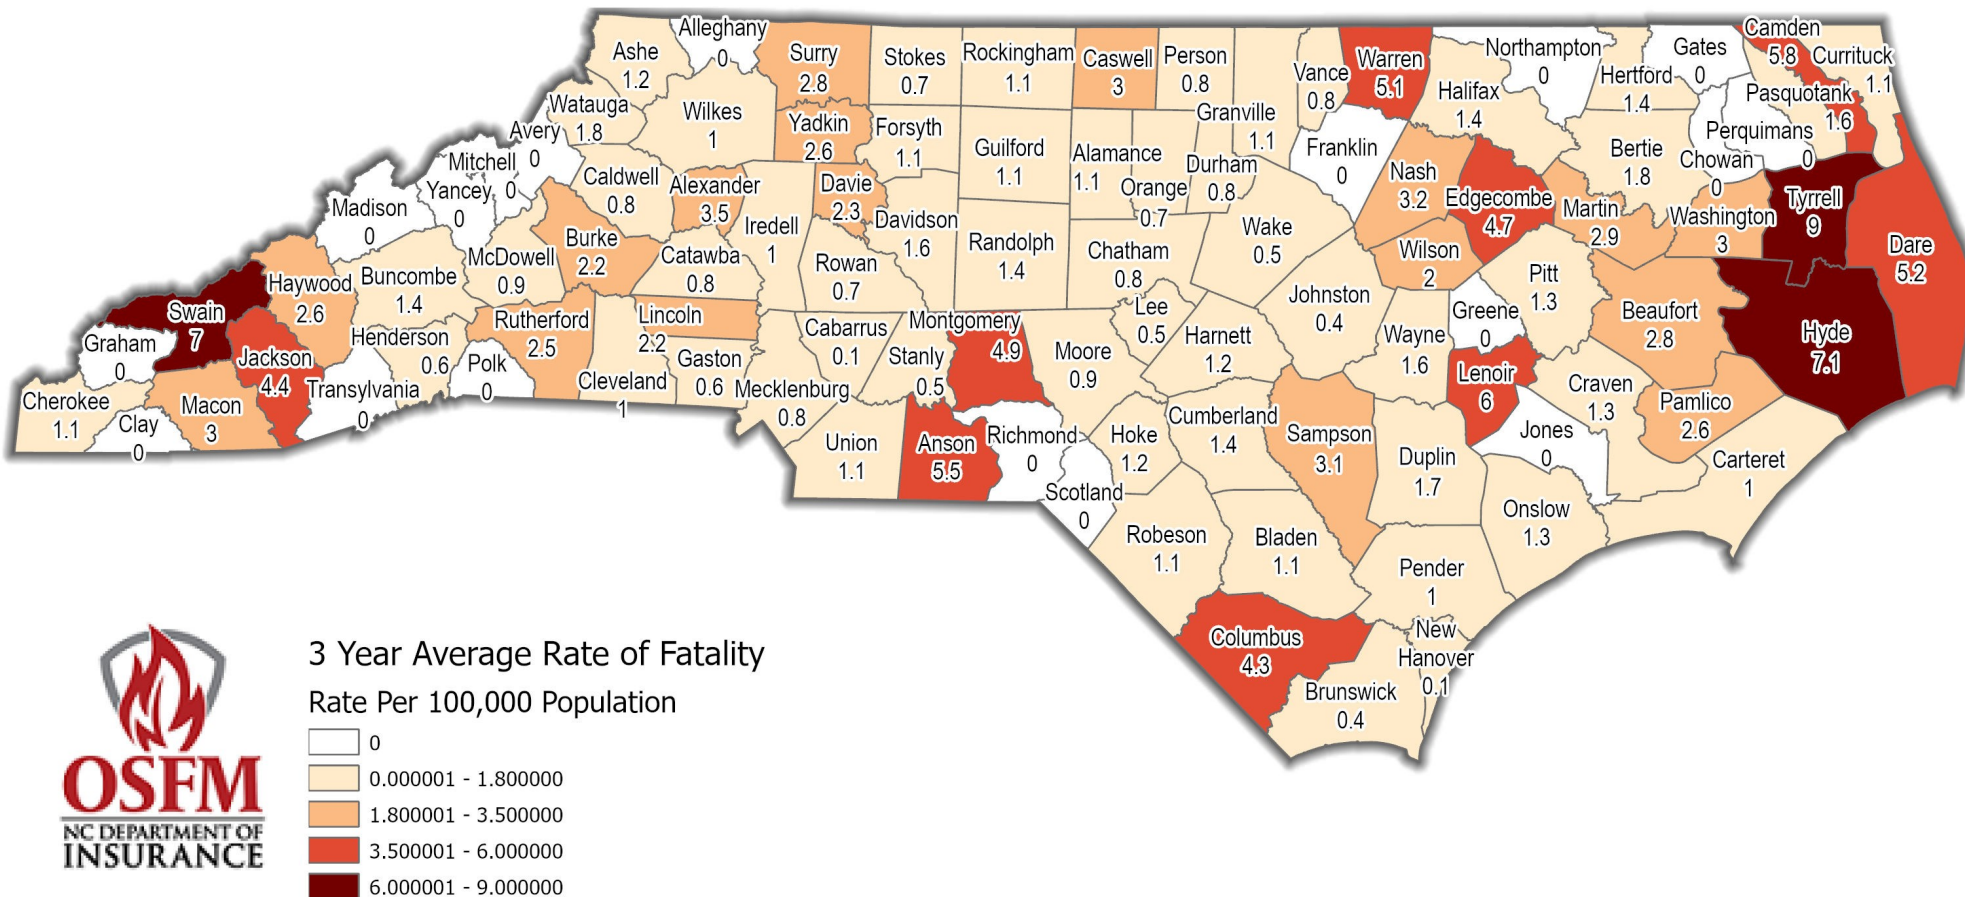 Alleghany
0
Ashe
1.2
Surry
2.8
Stokes
0.7
Rockingham
1.1
Caswell
3
Person
0.8
Granville
1.1
Vance
0.8
Warren
5.1
Northampton
0
Halifax
1.4
Hertford
1.4
Gates
0
Camden
5.8
Currituck
1.1
Pasquotank
1.6
Perquimans
0
Chowan
0
Bertie
1.8
Watauga
1.8
Wilkes
1
Yadkin
2.6
Forsyth
1.1
Guilford
1.1
Alamance
1.1
Orange
0.7
Durham
0.8
Franklin
0
Nash
3.2
Edgecombe
4.7
Martin
2.9
Washington
3
Tyrrell
9
Dare
5.2
Avery
0
Mitchell
0
Yancey
0
Madison
0
Caldwell
0.8
Alexander
3.5
Davie
2.3
Iredell
1
Davidson
1.6
Randolph
1.4
Chatham
0.8
Wake
0.5
Wilson
2
Pitt
1.3
Beaufort
2.8
Hyde
7.1
Burke
2.2
McDowell
0.9
Catawba
0.8
Rowan
0.7
Buncombe
1.4
Haywood
2.6
Swain
7
Graham
0
Jackson
4.4
Henderson
0.6
Transylvania
0
Polk
0
Rutherford
2.5
Cleveland
1
Lincoln
2.2
Gaston
0.6
Mecklenburg
0.8
Cabarrus
0.1
Stanly
0.5
Montgomery
4.9
Moore
0.9
Lee
0.5
Harnett
1.2
Johnston
0.4
Wayne
1.6
Greene
0
Lenoir
6
Craven
1.3
Pamlico
2.6
Cherokee
1.1
Clay
0
Macon
3
Union
1.1
Anson
5.5
Richmond
0
Scotland
0
Hoke
1.2
Cumberland
1.4
Sampson
3.1
Duplin
1.7
Jones
0
Onslow
1.3
Carteret
1
Robeson
1.1
Bladen
1.1
Pender
1
Columbus
4.3
Brunswick
0.4
New
Hanover
0.1
OSFM
NC DEPARTMENT OF
INSURANCE
3 Year Average Rate of Fatality
Rate Per 100,000 Population
0
0.000001 - 1.800000
1.800001 - 3.500000
3.500001 - 6.000000
6.000001 - 9.000000